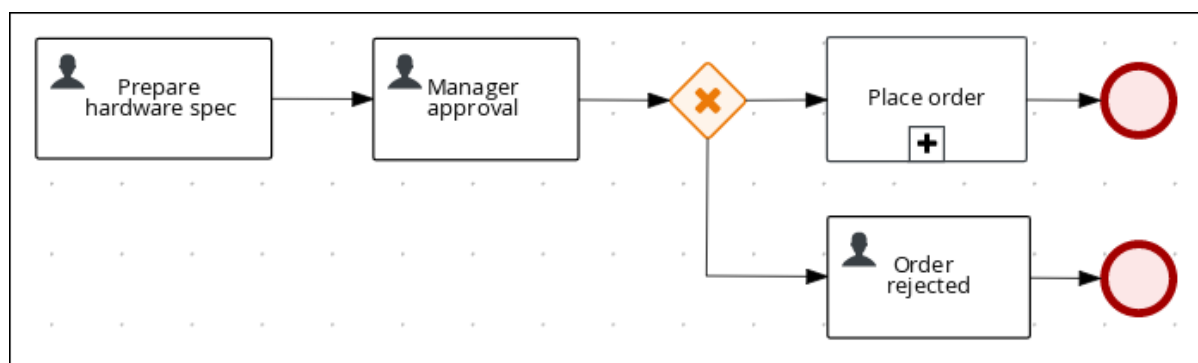 Prepare
hardware spec
Manager
approval
Place order
Order
rejected